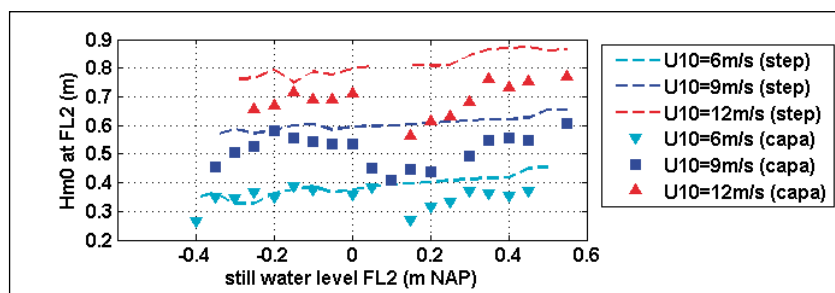 0.9
0.8
0.7
0.6
0.5
0.4
0.3
0.2
Hm0 at FL2 (m)
-0.4 -0.2 0 0.2 0.4 0.6
still water level FL2 (m NAP)
U10=6m/s (step)
U10=9m/s (step)
U10=12m/s (step)
U10=6m/s (capa)
U10=9m/s (capa)
U10=12m/s (capa)